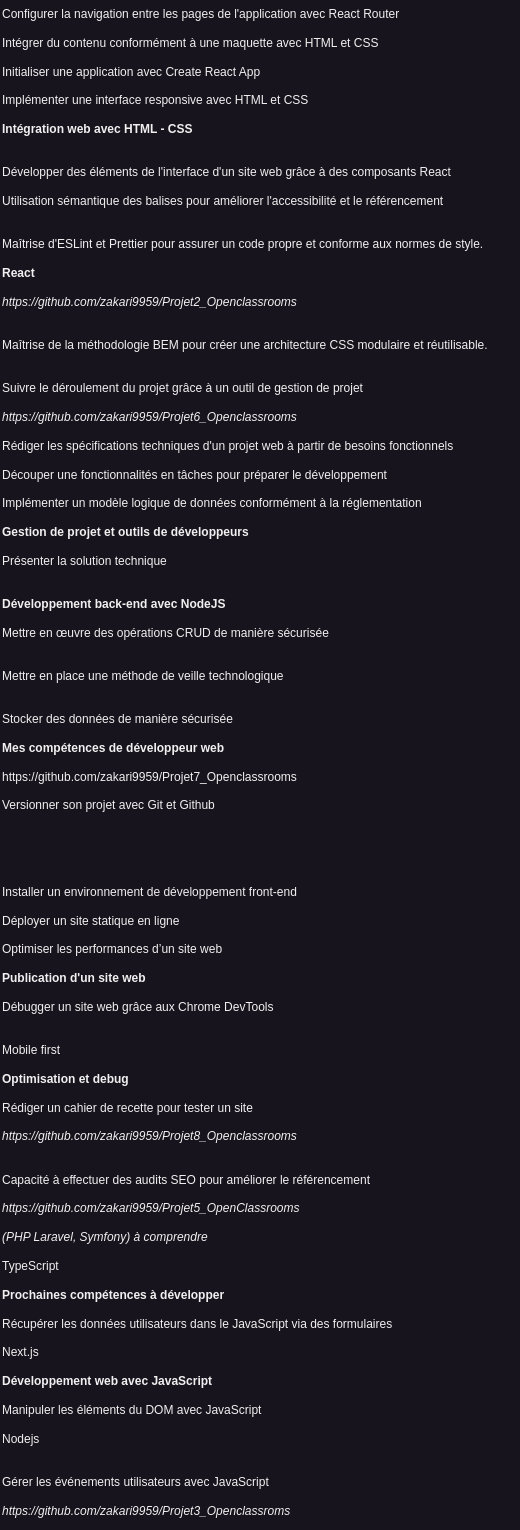 Configurer la navigation entre les pages de l'application avec React Router
Intégrer du contenu conformément à une maquette avec HTML et CSS
Initialiser une application avec Create React App
Implémenter une interface responsive avec HTML et CSS
Intégration web avec HTML - CSS
Développer des éléments de l'interface d'un site web grâce à des composants React
Utilisation sémantique des balises pour améliorer l'accessibilité et le référencement
Maîtrise d'ESLint et Prettier pour assurer un code propre et conforme aux normes de style.
React
https://github.com/zakari9959/Projet2_Openclassrooms
Maîtrise de la méthodologie BEM pour créer une architecture CSS modulaire et réutilisable.
Suivre le déroulement du projet grâce à un outil de gestion de projet
https://github.com/zakari9959/Projet6_Openclassrooms
Rédiger les spécifications techniques d'un projet web à partir de besoins fonctionnels
Découper une fonctionnalités en tâches pour préparer le développement
Implémenter un modèle logique de données conformément à la réglementation
Gestion de projet et outils de développeurs
Présenter la solution technique
Développement back-end avec NodeJS
Mettre en œuvre des opérations CRUD de manière sécurisée
Mettre en place une méthode de veille technologique
Stocker des données de manière sécurisée
Mes compétences de développeur web
https://github.com/zakari9959/Projet7_Openclassrooms
Versionner son projet avec Git et Github
Installer un environnement de développement front-end
Déployer un site statique en ligne
Optimiser les performances d’un site web
Publication d'un site web
Débugger un site web grâce aux Chrome DevTools
Mobile first
Optimisation et debug
Rédiger un cahier de recette pour tester un site
https://github.com/zakari9959/Projet8_Openclassrooms
Capacité à effectuer des audits SEO pour améliorer le référencement
https://github.com/zakari9959/Projet5_OpenClassrooms
(PHP Laravel, Symfony) à comprendre
TypeScript
Prochaines compétences à développer
Récupérer les données utilisateurs dans le JavaScript via des formulaires
Next.js
Développement web avec JavaScript
Manipuler les éléments du DOM avec JavaScript
Nodejs
Gérer les événements utilisateurs avec JavaScript
https://github.com/zakari9959/Projet3_Openclassroms